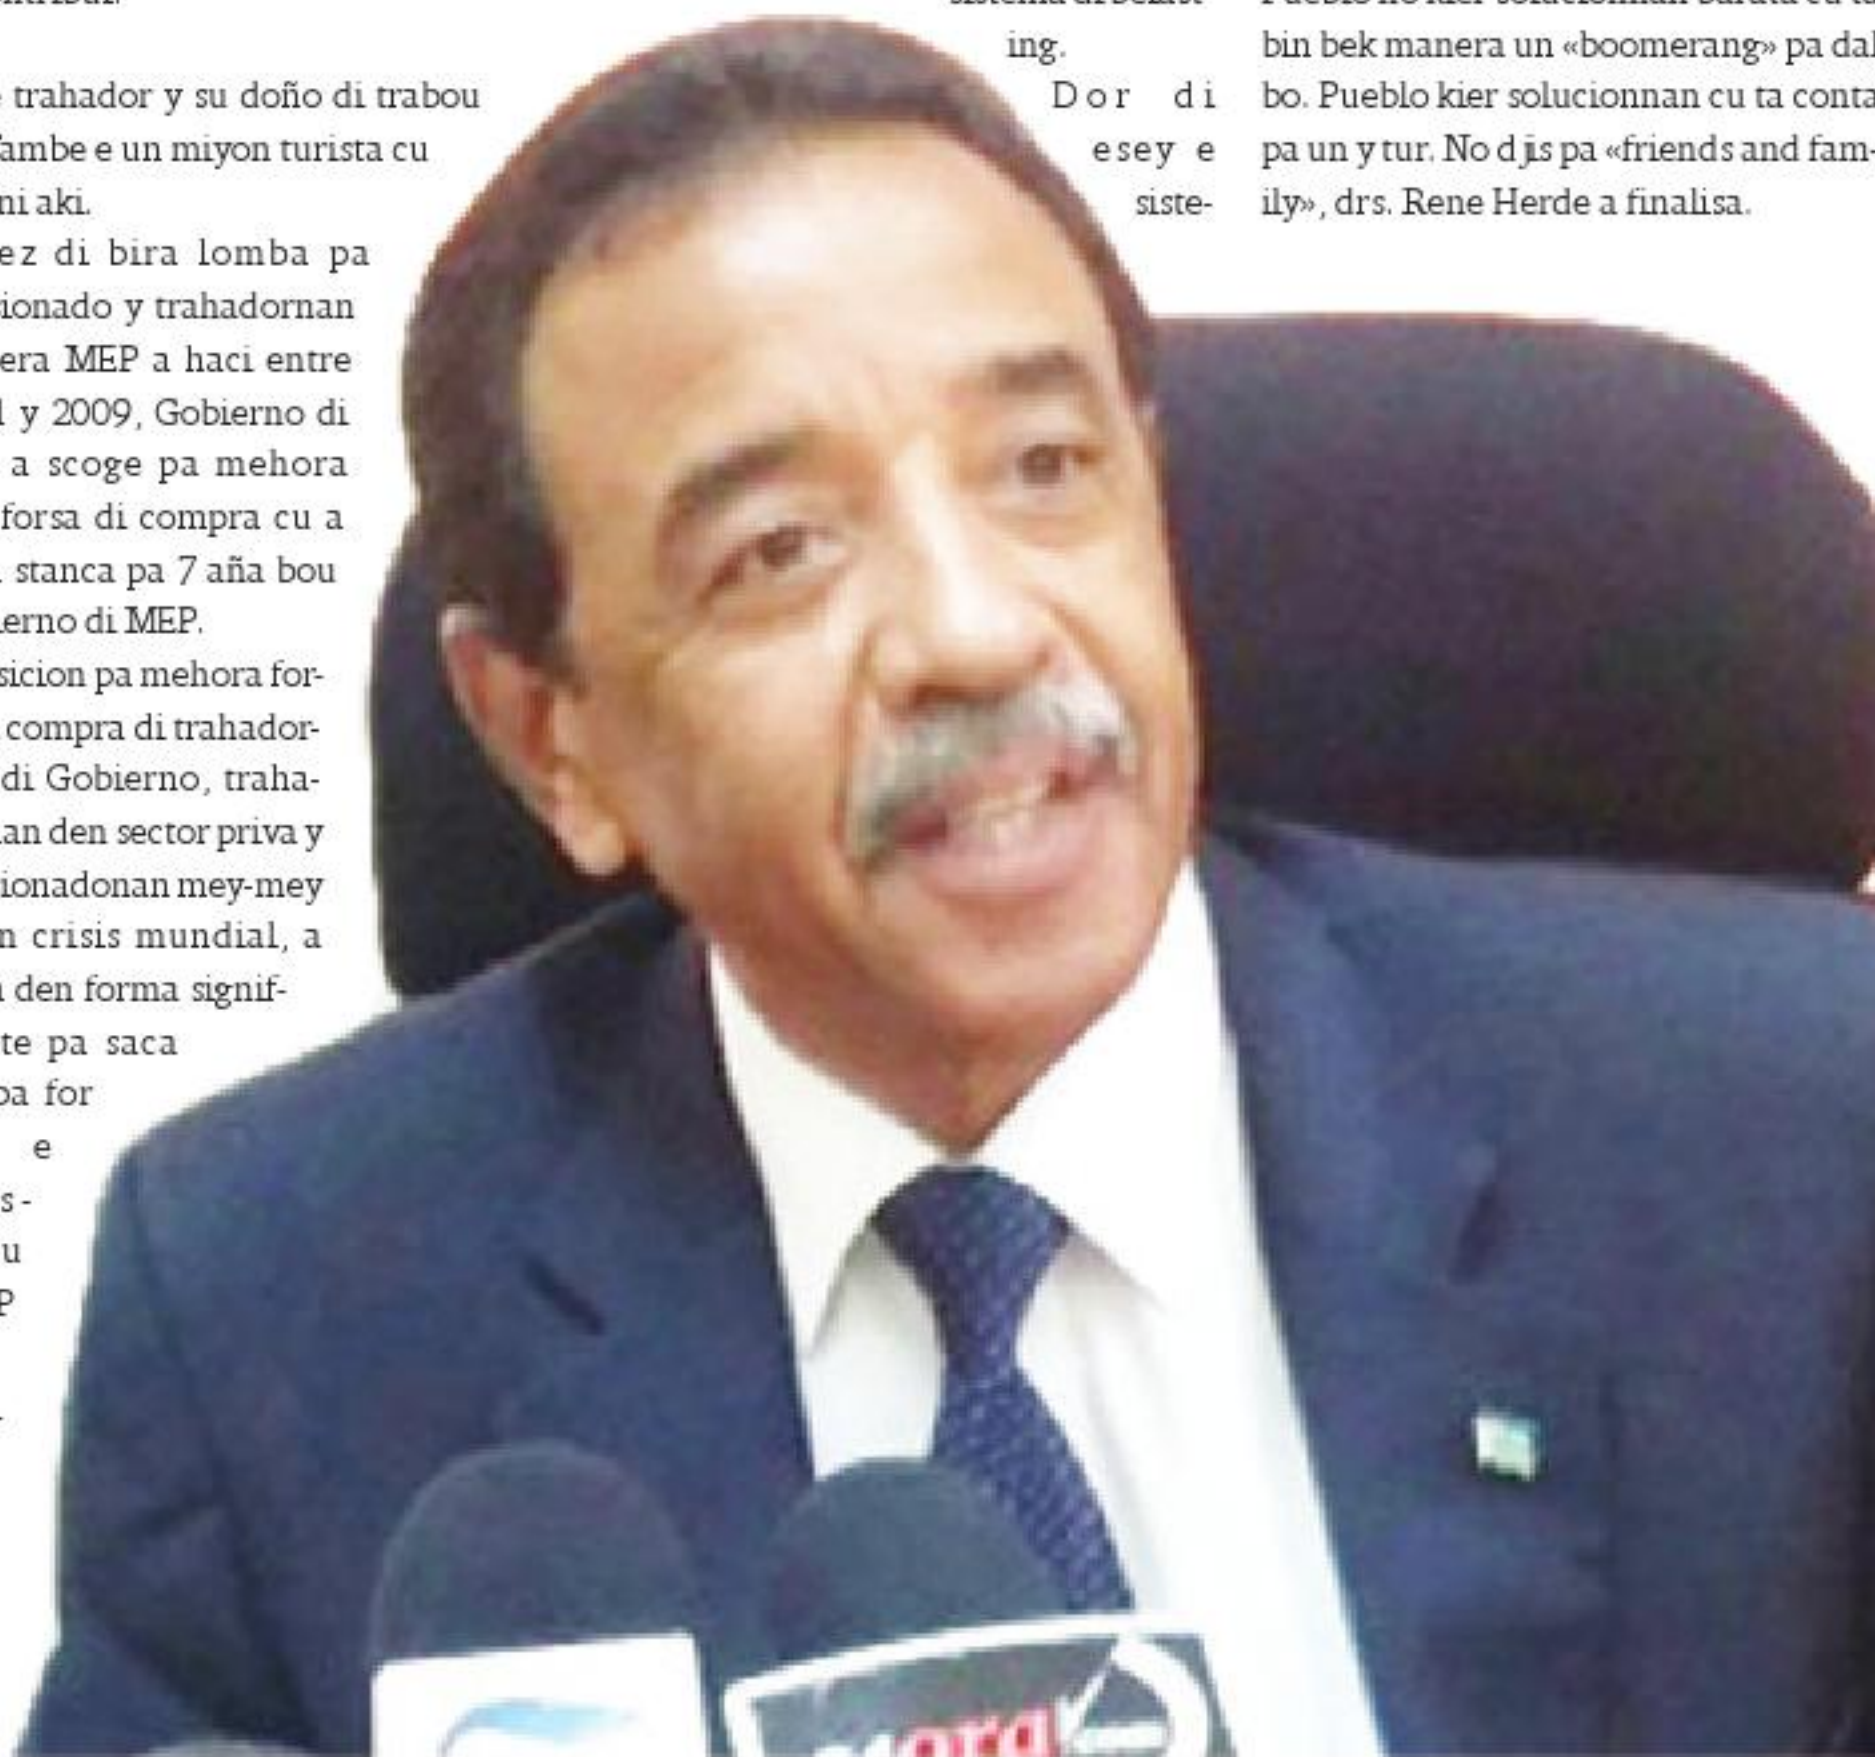 e trahador y su doño di trabou
ambe e un miyon turista cu
ni aki.
ez di bira lomba pa
ionado y trahadornan
era MEP a haci entre
y 2009, Gobierno di
a scoge pa mehora
forsa di compra cu a
stanca pa 7 aña bou
erno di MEP.
sicion pa mehora for-
compra di trahador-
di Gobierno, traha-
an den sector priva y
ionadonan mey-mey
n crisis mundial, a
den forma signif-
te pa saca
pa for
e
s-
u
P
ing.
Dor di
esey e
siste-
bin bek manera un «boomerang» pa dal
bo. Pueblo kier solucionnan cu ta conta
pa un y tur. No djis pa «friends and fam-
ily», drs. Rene Herde a finalisa.
ora